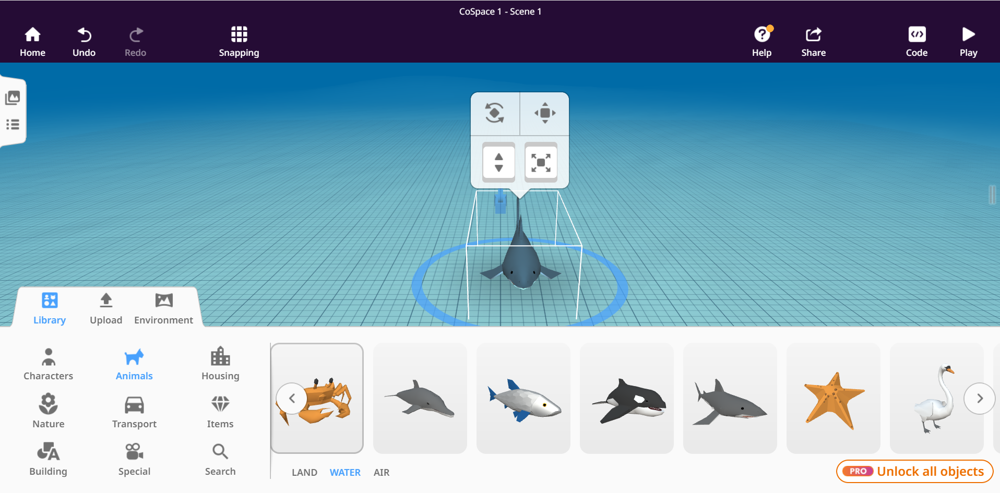 CoSpace 1 - Scene 1
Home
Undo
Redo
Snapping
Help
Share
Code
Play
Library
Upload
Environment
Characters
Animals
Housing
Nature
Transport
Items
Building
Special
Search
LAND WATER AIR
PRO Unlock all objects